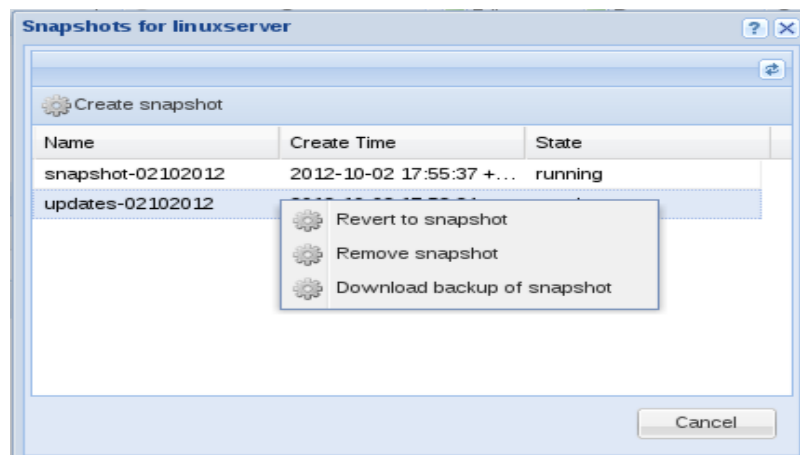 Snapshots for linuxserver
Create snapshot
Name Create Time State
snapshot-02102012 2012-10-02 17:55:37 +... running
updates-02102012
Revert to snapshot
Remove snapshot
Download backup of snapshot
Cancel